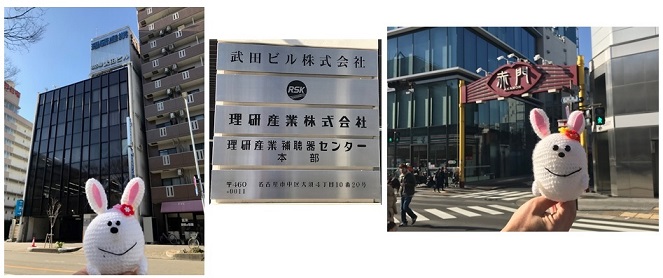 武田ビル株式会社
RSK
理研産業株式会社
理研産業補聴器センター
本部
〒460
-0011
名古屋市中区大須4丁目10番20号
赤門